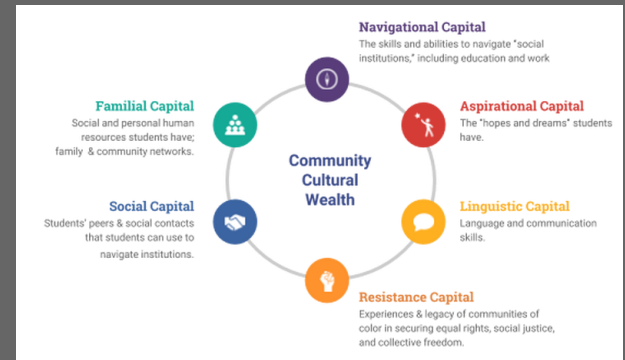 Navigational Capital
The skills and abilities to navigate "social
institutions," including education and work
Familial Capital
Social and personal human
resources students have;
family & community networks.
Aspirational Capital
The "hopes and dreams" students
have.
Community
Cultural
Wealth
Social Capital
Students' peers & social contacts
that students can use to
navigate institutions.
Linguistic Capital
Language and communication
skills.
Resistance Capital
Experiences & legacy of communities of
color in securing equal rights, social justice,
and collective freedom.